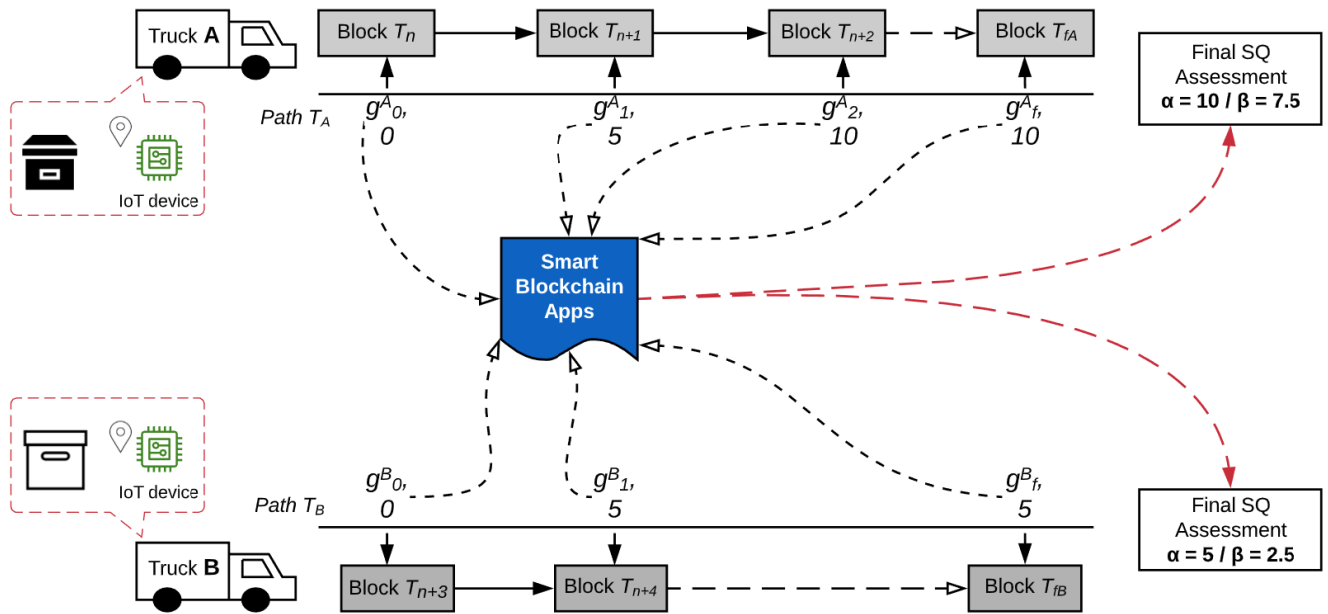 Truck A
Block Tn
Block Tn+1
Block Tn+2
Block TfA
Final SQ
Assessment
α = 10 / β = 7.5
Path TA
gA0,
0
gA1,
5
gA2,
10
gAf,
10
IoT device
Smart
Blockchain
Apps
IoT device
Path TB
gB0,
0
gB1,
5
gBf,
5
Final SQ
Assessment
α = 5 / β = 2.5
Truck B
Block Tn+3
Block Tn+4
Block TfB